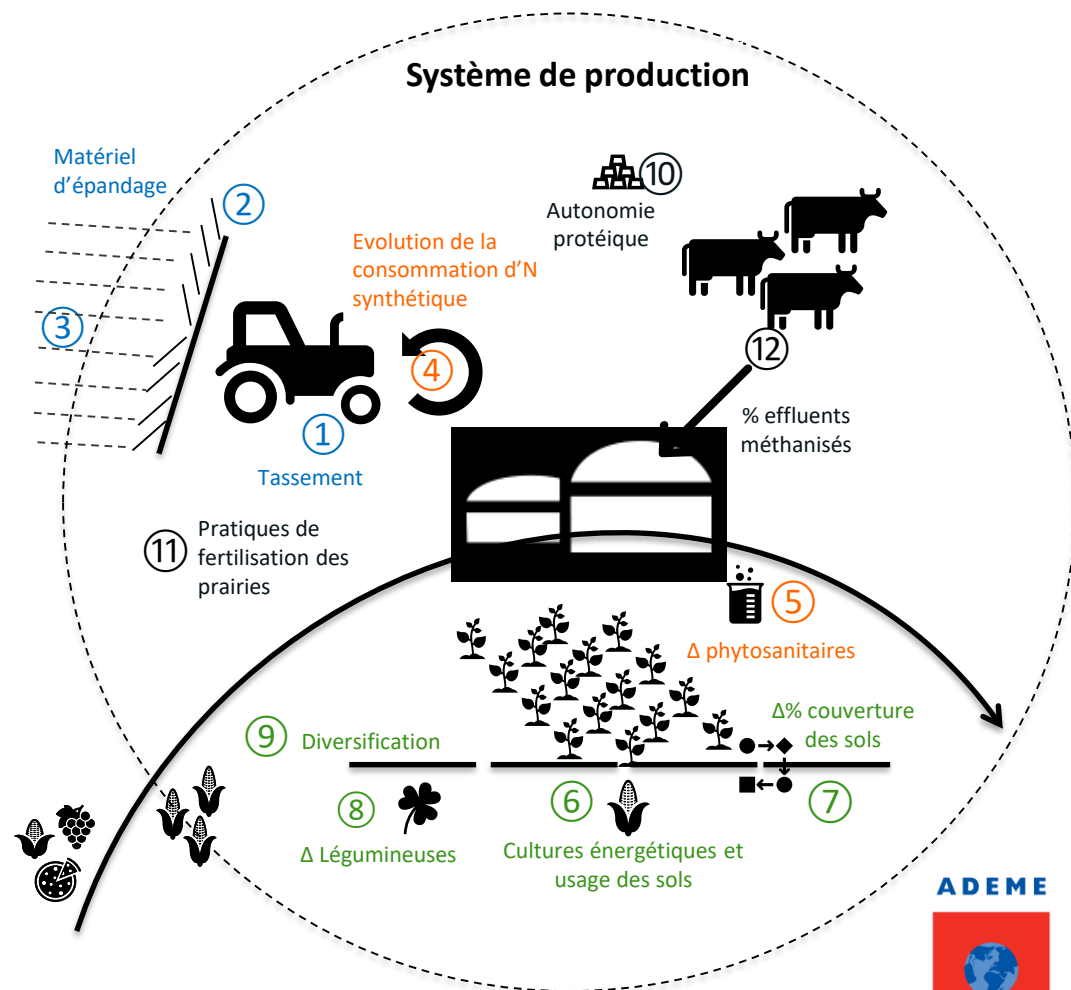 Système de production
Matériel
d'épandage
2
3
Evolution de la
consommation d'N
synthétique
4
1
Tassement
10
Autonomie
protéique
12
% effluents
méthanisés
11
Pratiques de
fertilisation des
prairies
5
Δ phytosanitaires
Δ% couverture
des sols
7
9
Diversification
8
Δ Légumineuses
6
Cultures énergétiques et
usage des sols
ADEME